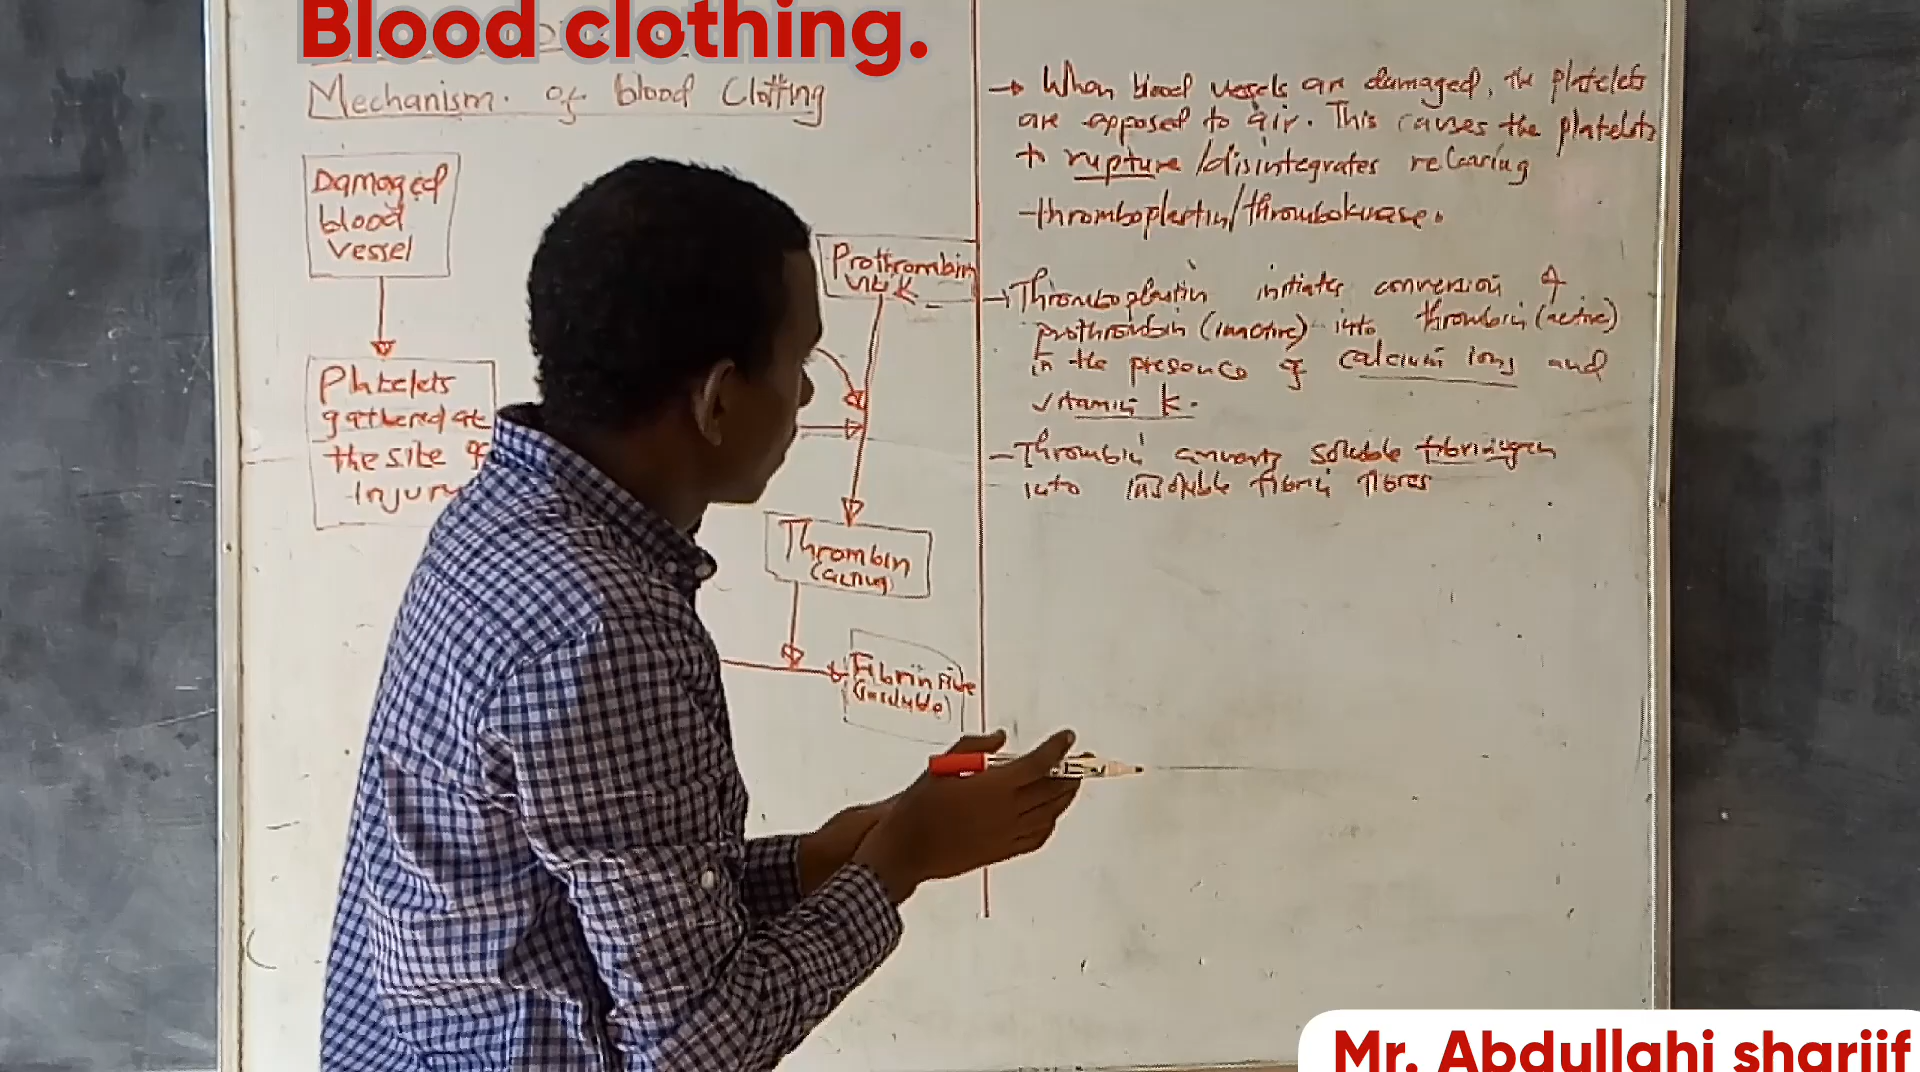 Blood clothing.
Mechanism. of blood Clotting
Damaged
blood
vessel
Platelets
gathered at
the site of
Injury
Prothrombin
Vit K
Thrombin
(active)
Fibrin fibre
(insoluble)
→ When blood vessels are damaged, the platelets
are opposed to air. This causes the platelets
to rupture/disintegrates releasing
thromboplastin/thrombokinase.
→ Thromboplastin initiates conversion of
prothrombin (inactive) into thrombin (active)
in the presence of calcium ions and
vitamin K.
- Thrombin converts soluble fibrinogen
into insoluble fibrin fibres
Mr. Abdullahi shariif